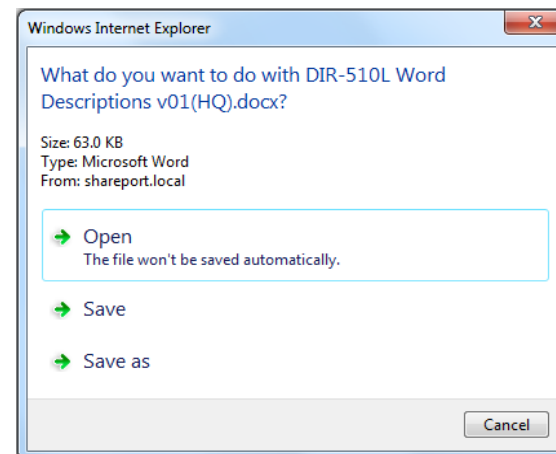 Windows Internet Explorer
What do you want to do with DIR-510L Word
Descriptions v01(HQ).docx?
Size: 63.0 KB
Type: Microsoft Word
From: shareport.local
Open
The file won't be saved automatically.
Save
Save as
Cancel